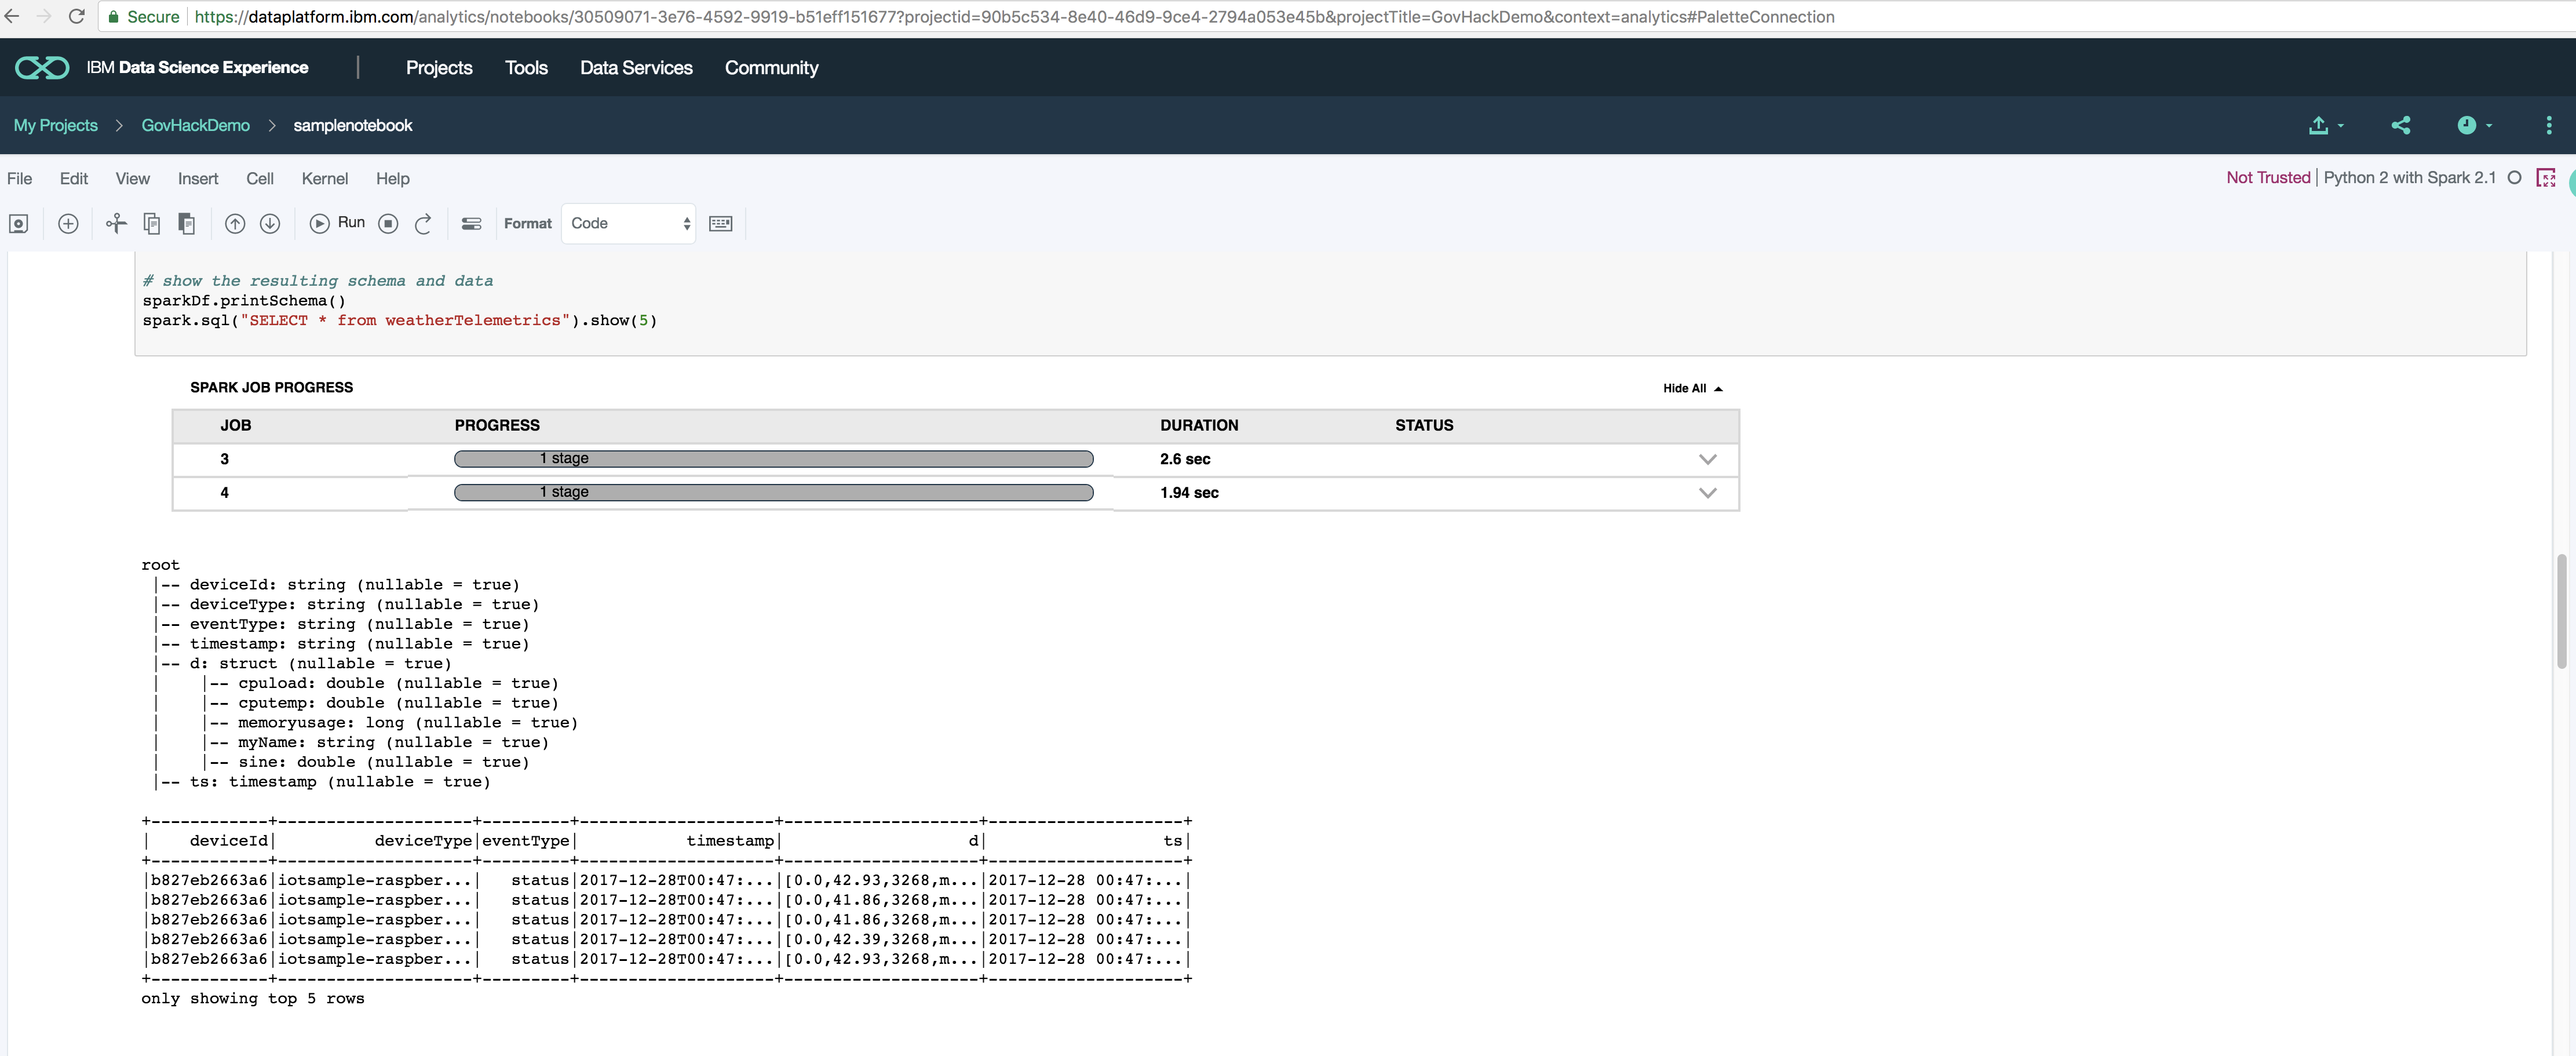 Secure https://dataplatform.ibm.com/analytics/notebooks/30509071-3e76-4592-9919-b51eff151677?projectid=90b5c534-8e40-46d9-9ce4-2794a053e45b&projectTitle=GovHackDemo&context=analytics#PaletteConnection
IBM Data Science Experience | Projects Tools Data Services Community
My Projects > GovHackDemo > samplenotebook
File Edit View Insert Cell Kernel Help Not Trusted | Python 2 with Spark 2.1
Run Format Code
# show the resulting schema and data
sparkDf.printSchema()
spark.sql("SELECT * from weatherTelemetrics").show(5)
SPARK JOB PROGRESS Hide All
JOB PROGRESS DURATION STATUS
3 1 stage 2.6 sec
4 1 stage 1.94 sec
root
|-- deviceId: string (nullable = true)
|-- deviceType: string (nullable = true)
|-- eventType: string (nullable = true)
|-- timestamp: string (nullable = true)
|-- d: struct (nullable = true)
|    |-- cpuload: double (nullable = true)
|    |-- cputemp: double (nullable = true)
|    |-- memoryusage: long (nullable = true)
|    |-- myName: string (nullable = true)
|    |-- sine: double (nullable = true)
|-- ts: timestamp (nullable = true)
+------------+--------------------+---------+--------------------+--------------------+--------------------+
|    deviceId|          deviceType|eventType|           timestamp|                   d|                  ts|
+------------+--------------------+---------+--------------------+--------------------+--------------------+
|b827eb2663a6|iotsample-raspber...|   status|2017-12-28T00:47:...|[0.0,42.93,3268,m...|2017-12-28 00:47:...|
|b827eb2663a6|iotsample-raspber...|   status|2017-12-28T00:47:...|[0.0,41.86,3268,m...|2017-12-28 00:47:...|
|b827eb2663a6|iotsample-raspber...|   status|2017-12-28T00:47:...|[0.0,41.86,3268,m...|2017-12-28 00:47:...|
|b827eb2663a6|iotsample-raspber...|   status|2017-12-28T00:47:...|[0.0,42.39,3268,m...|2017-12-28 00:47:...|
|b827eb2663a6|iotsample-raspber...|   status|2017-12-28T00:47:...|[0.0,42.93,3268,m...|2017-12-28 00:47:...|
+------------+--------------------+---------+--------------------+--------------------+--------------------+
only showing top 5 rows